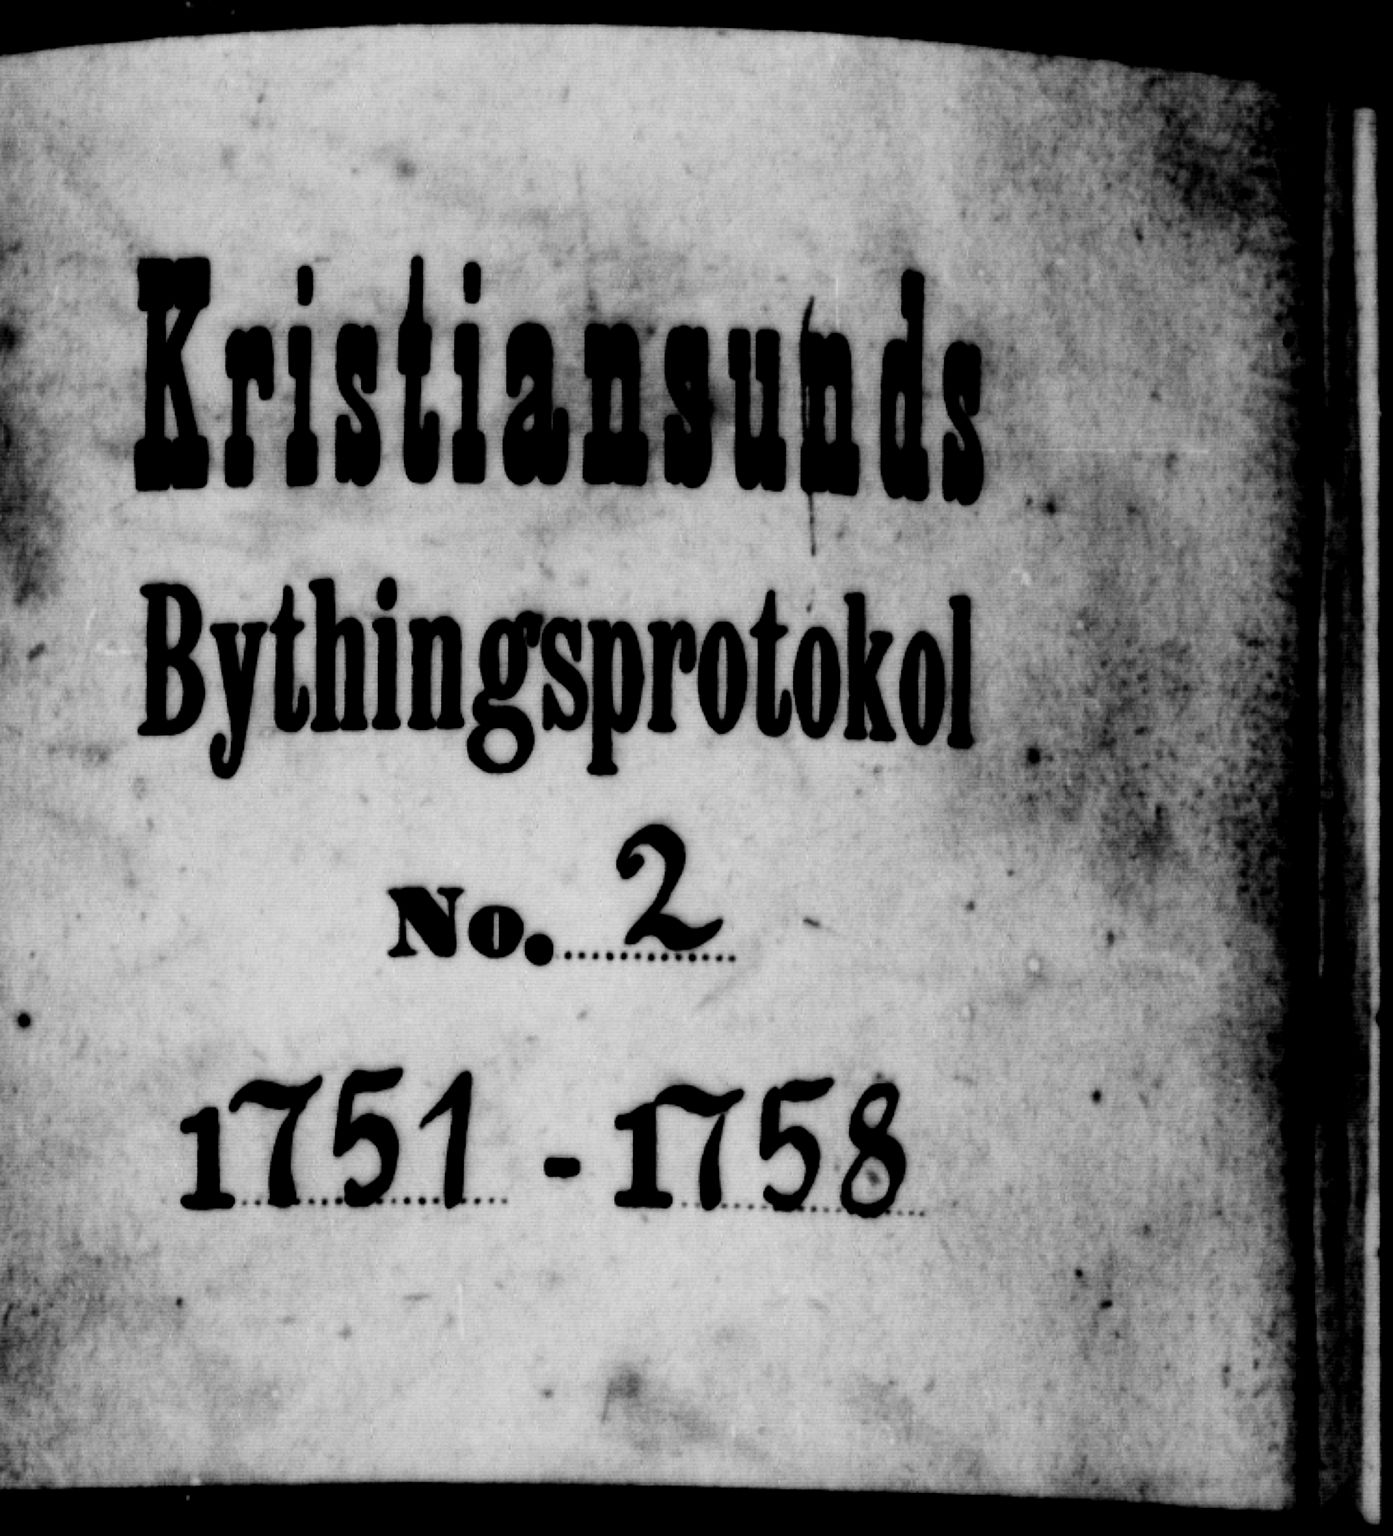 Kristiansunds
Bythingsprotokol
No. 2
1751 - 1758